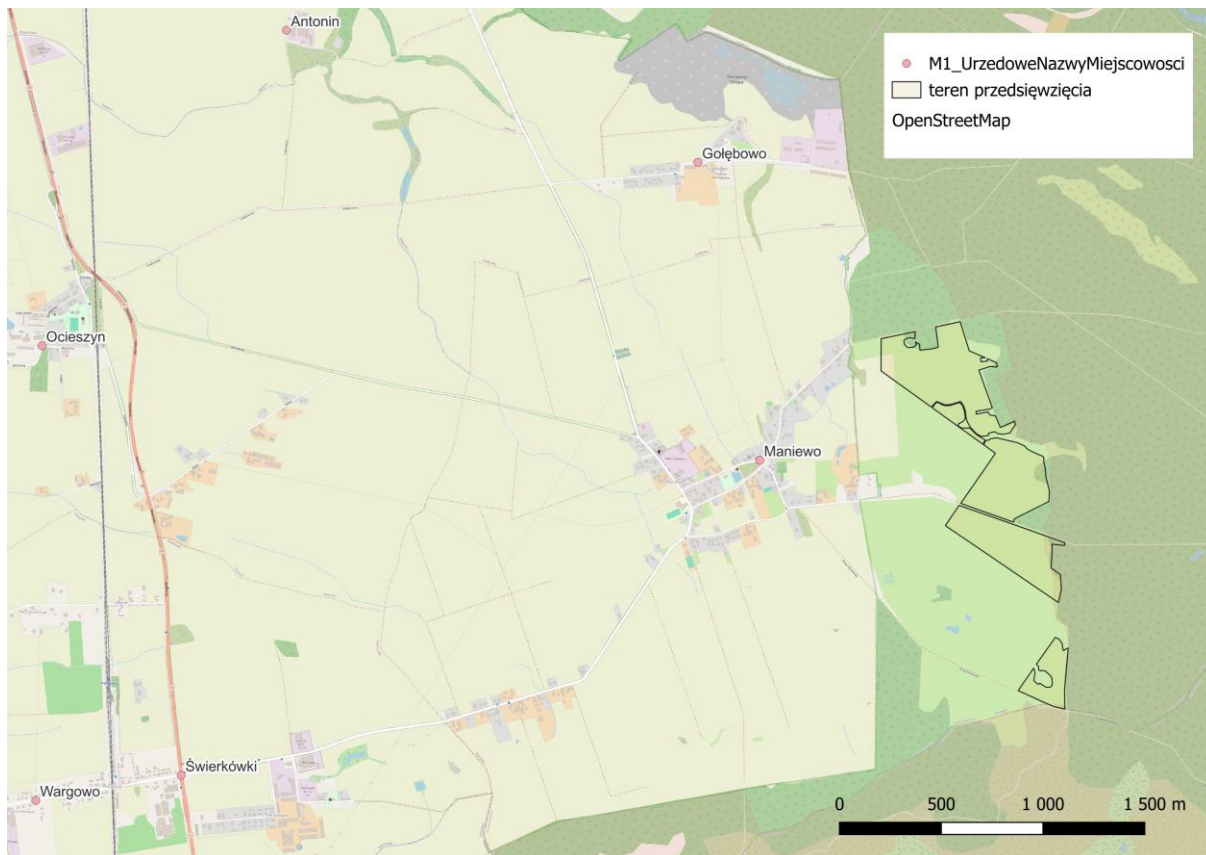 Antonin
M1_UrzedoweNazwyMiejscowosci
teren przedsięwzięcia
OpenStreetMap
Gołębowo
Ocieszyn
Maniewo
Świerkówki
Wargowo
0 500 1 000 1 500 m